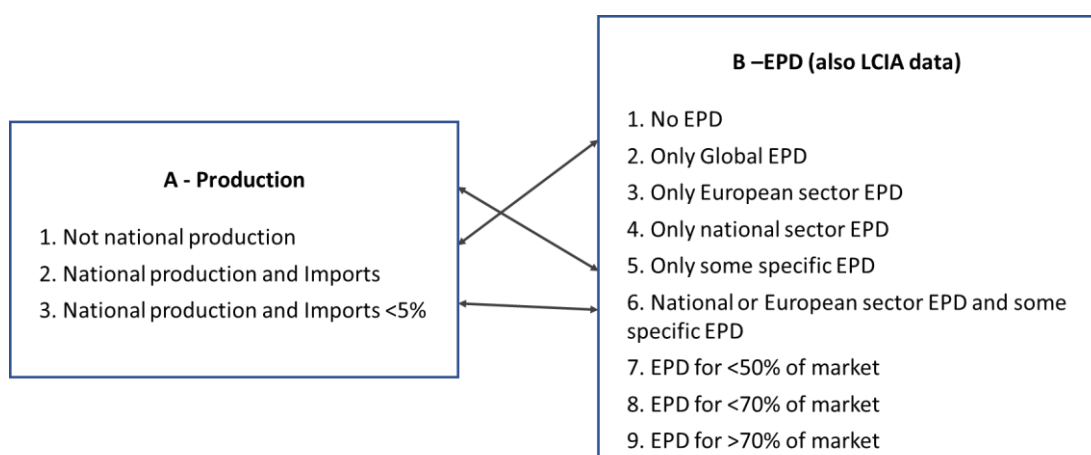 A - Production
1. Not national production
2. National production and Imports
3. National production and Imports <5%
B –EPD (also LCIA data)
1. No EPD
2. Only Global EPD
3. Only European sector EPD
4. Only national sector EPD
5. Only some specific EPD
6. National or European sector EPD and some
specific EPD
7. EPD for <50% of market
8. EPD for <70% of market
9. EPD for >70% of market